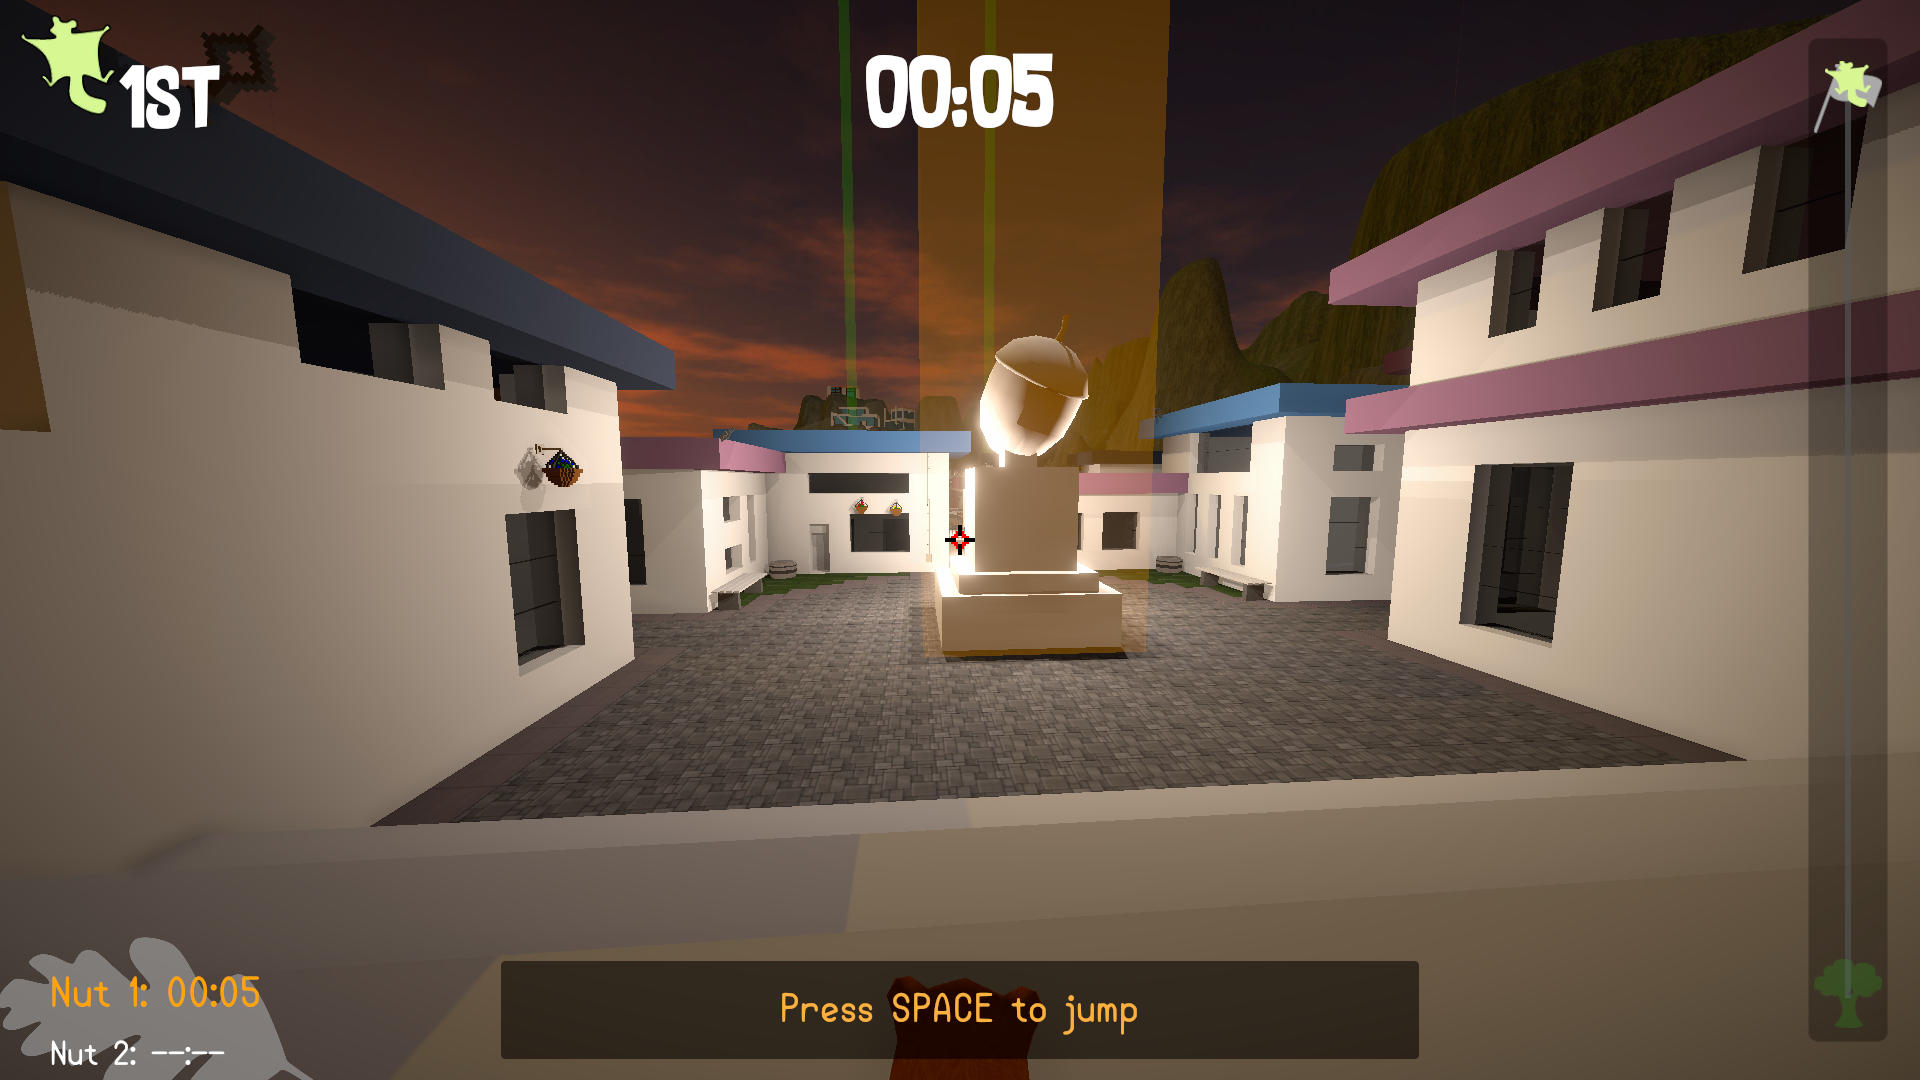 1ST
00:05
Nut 1: 00:05
Nut 2: --:--
Press SPACE to jump